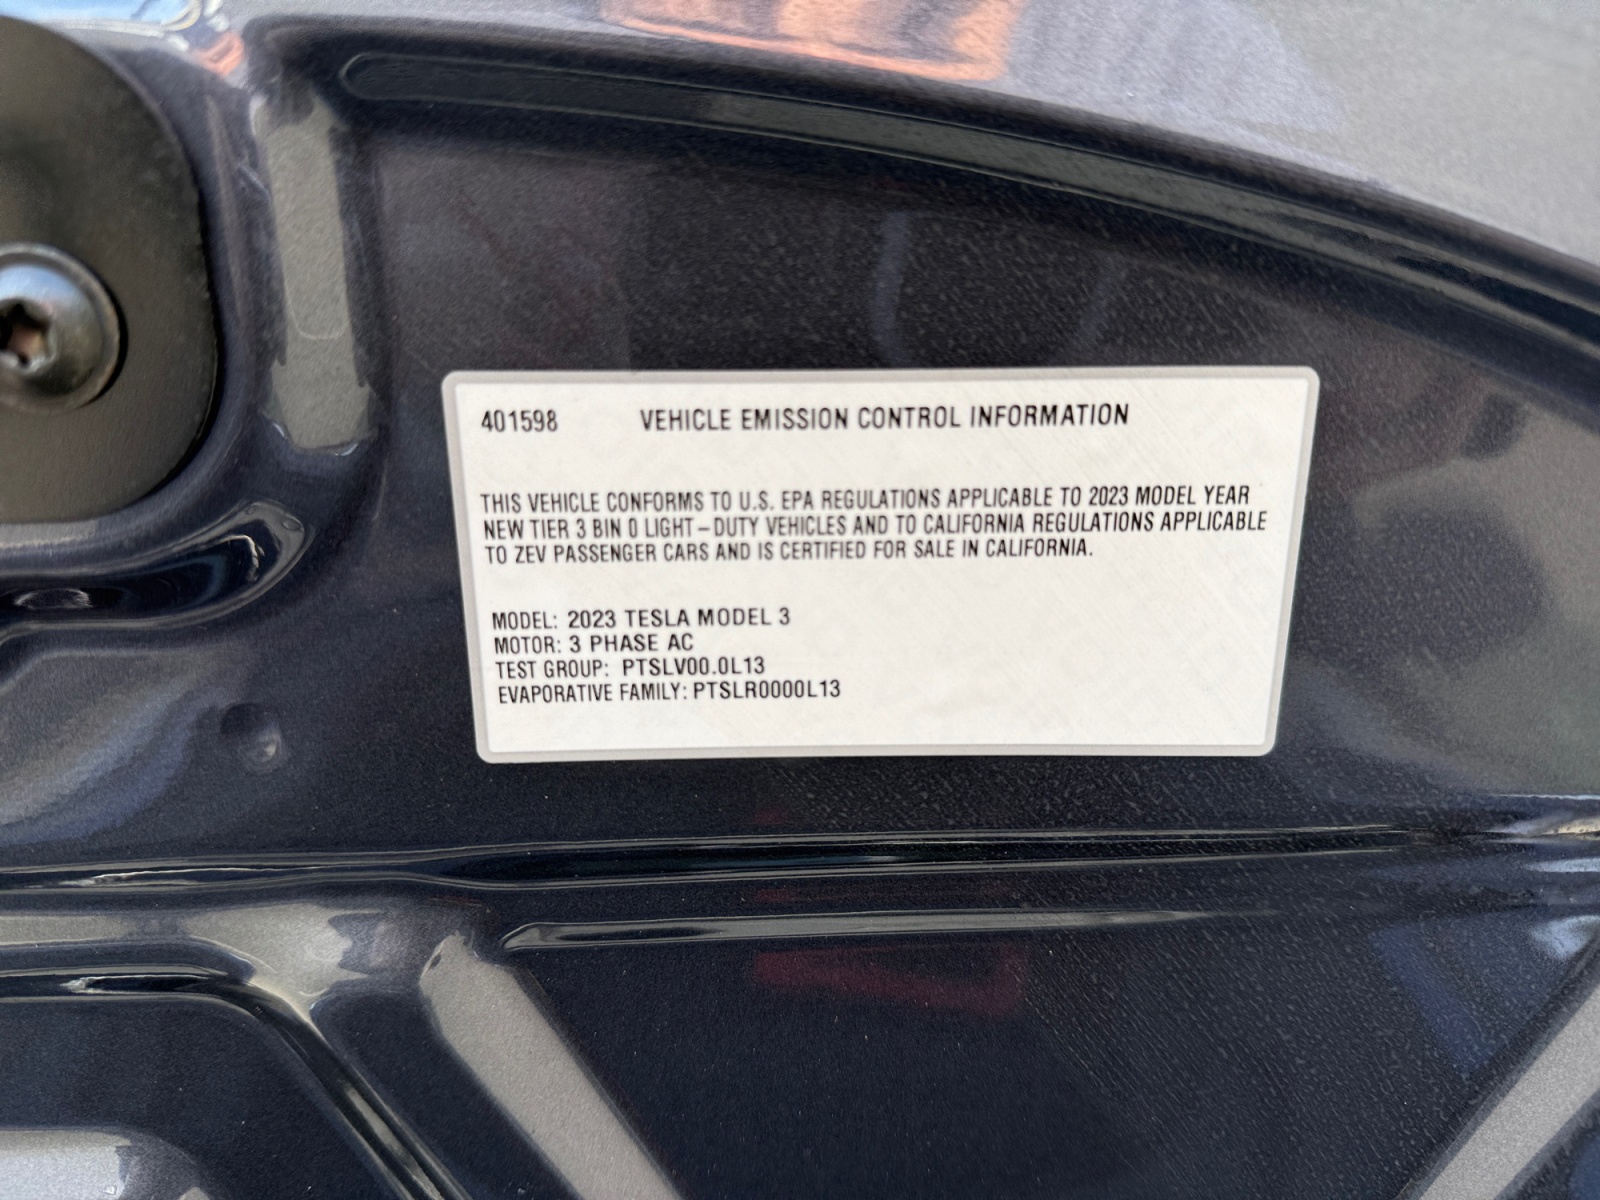 401598 VEHICLE EMISSION CONTROL INFORMATION
THIS VEHICLE CONFORMS TO U.S. EPA REGULATIONS APPLICABLE TO 2023 MODEL YEAR
NEW TIER 3 BIN 0 LIGHT-DUTY VEHICLES AND TO CALIFORNIA REGULATIONS APPLICABLE
TO ZEV PASSENGER CARS AND IS CERTIFIED FOR SALE IN CALIFORNIA.
MODEL: 2023 TESLA MODEL 3
MOTOR: 3 PHASE AC
TEST GROUP: PTSLV00.0L13
EVAPORATIVE FAMILY: PTSLR0000L13